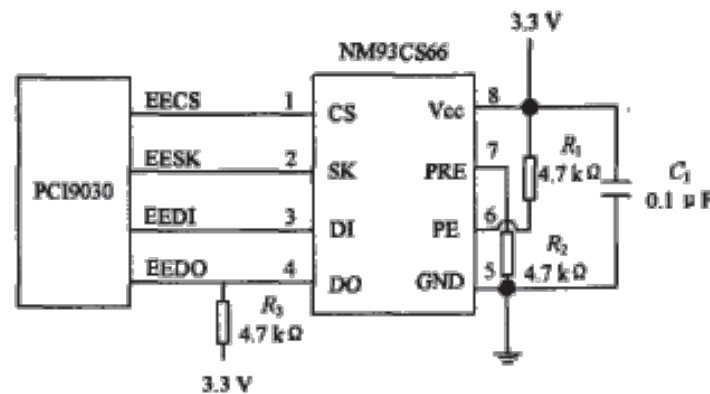 3.3 V
NM93CS66
PCI9030
EECS 1 CS Vcc 8
EESK 2 SK PRE 7
EEDI 3 DI PE 6
EEDO 4 DO GND 5
R₁
4.7 kΩ
C₁
0.1 μF
R₂
4.7 kΩ
R₃
4.7 kΩ
3.3 V